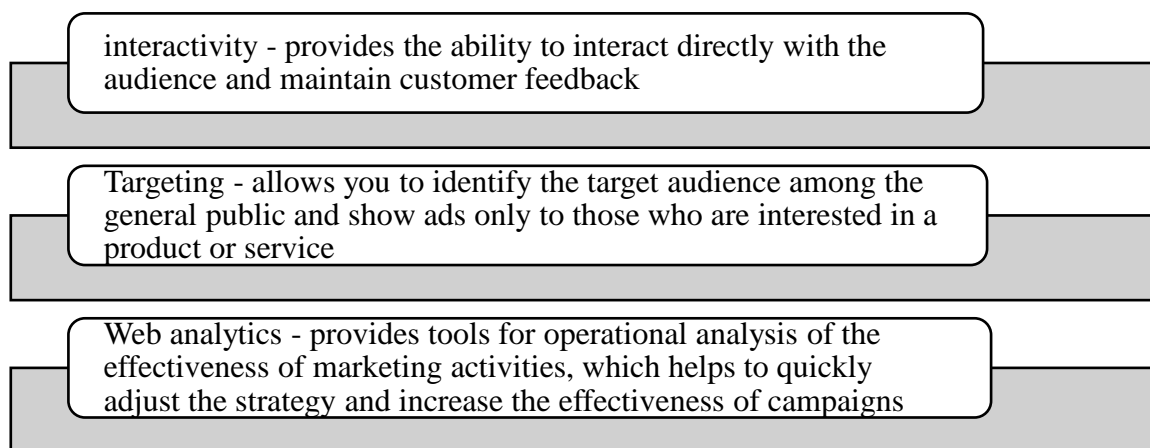 interactivity - provides the ability to interact directly with the
audience and maintain customer feedback
Targeting - allows you to identify the target audience among the
general public and show ads only to those who are interested in a
product or service
Web analytics - provides tools for operational analysis of the
effectiveness of marketing activities, which helps to quickly
adjust the strategy and increase the effectiveness of campaigns